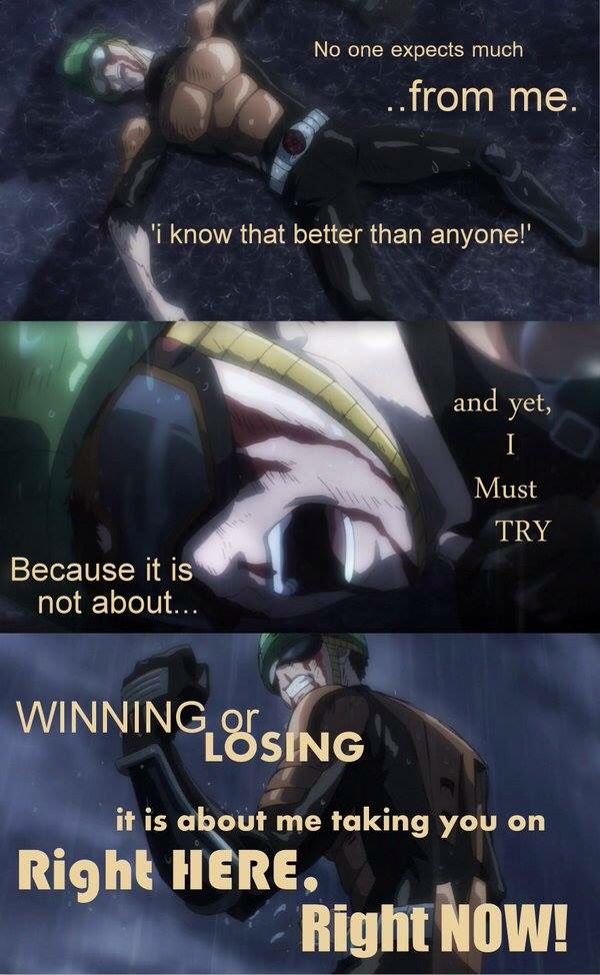 No one expects much
..from me.
'i know that better than anyone!'
and yet,
I
Must
TRY
Because it is
not about...
WINNING or
LOSING
it is about me taking you on
Right HERE,
Right NOW!